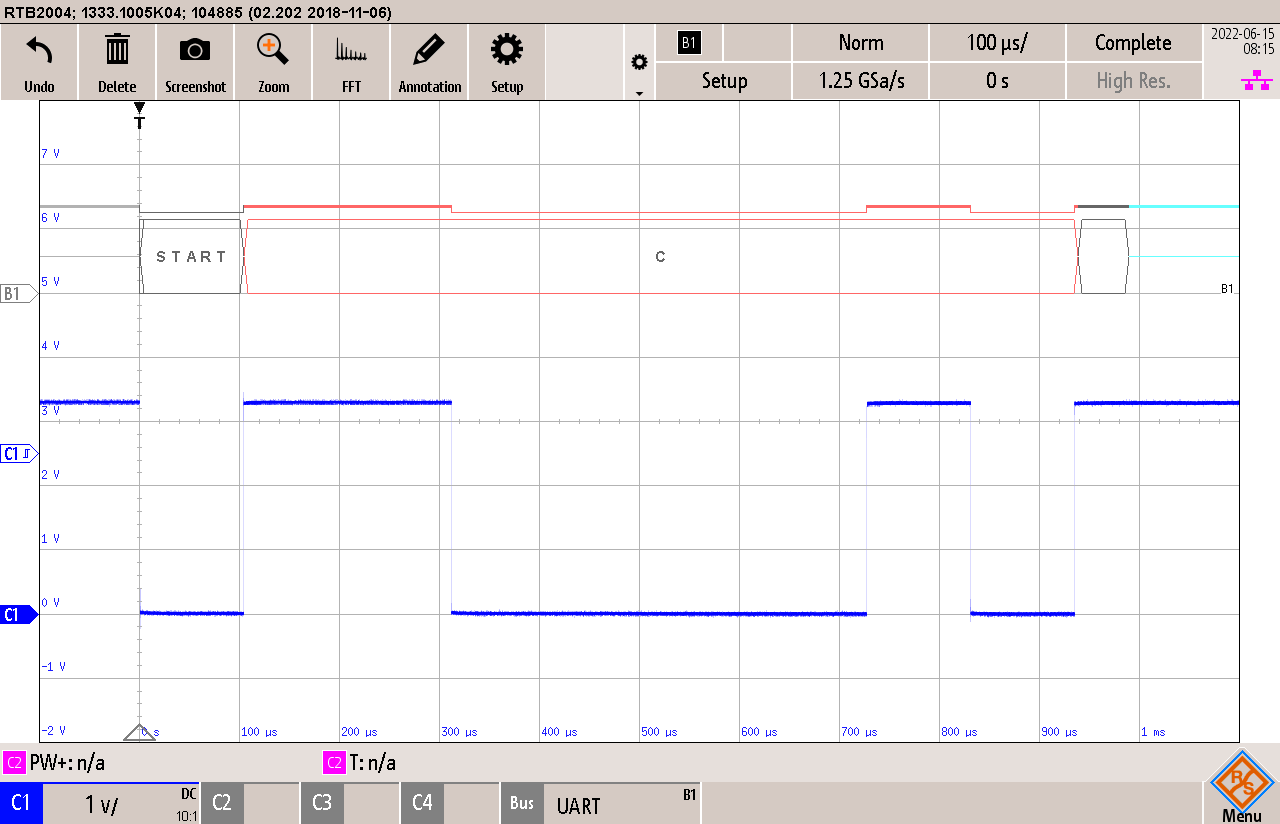 RTB2004; 1333.1005K04; 104885 (02.202 2018-11-06)
Undo
Delete
Screenshot
Zoom
FFT
Annotation
Setup
B1
Setup
Norm
1.25 GSa/s
100 µs/
0 s
Complete
High Res.
2022-06-15
08:15
T
7 V
6 V
START
C
5 V
B1
B1
4 V
3 V
C1
2 V
1 V
0 V
C1
-1 V
-2 V
0 s
100 µs
200 µs
300 µs
400 µs
500 µs
600 µs
700 µs
800 µs
900 µs
1 ms
C2 PW+: n/a
C2 T: n/a
C1
1 V/
DC
10:1
C2
C3
C4
Bus
UART
B1
R&S
Menu